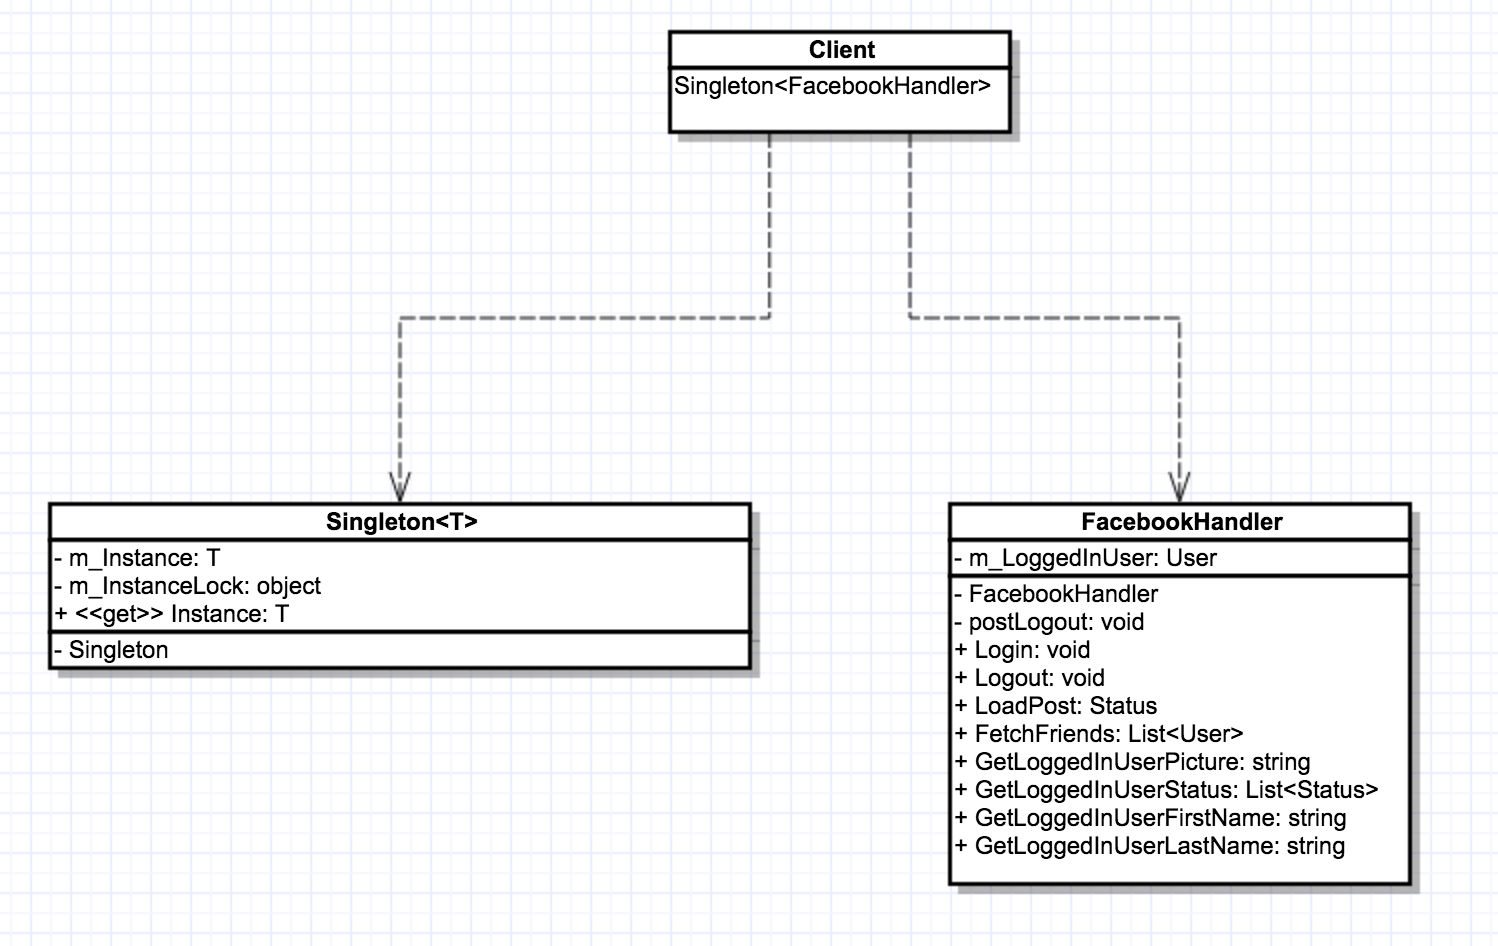 Client
Singleton<FacebookHandler>
Singleton<T>
- m_Instance: T
- m_InstanceLock: object
+ <<get>> Instance: T
- Singleton
FacebookHandler
- m_LoggedInUser: User
- FacebookHandler
- postLogout: void
+ Login: void
+ Logout: void
+ LoadPost: Status
+ FetchFriends: List<User>
+ GetLoggedInUserPicture: string
+ GetLoggedInUserStatus: List<Status>
+ GetLoggedInUserFirstName: string
+ GetLoggedInUserLastName: string